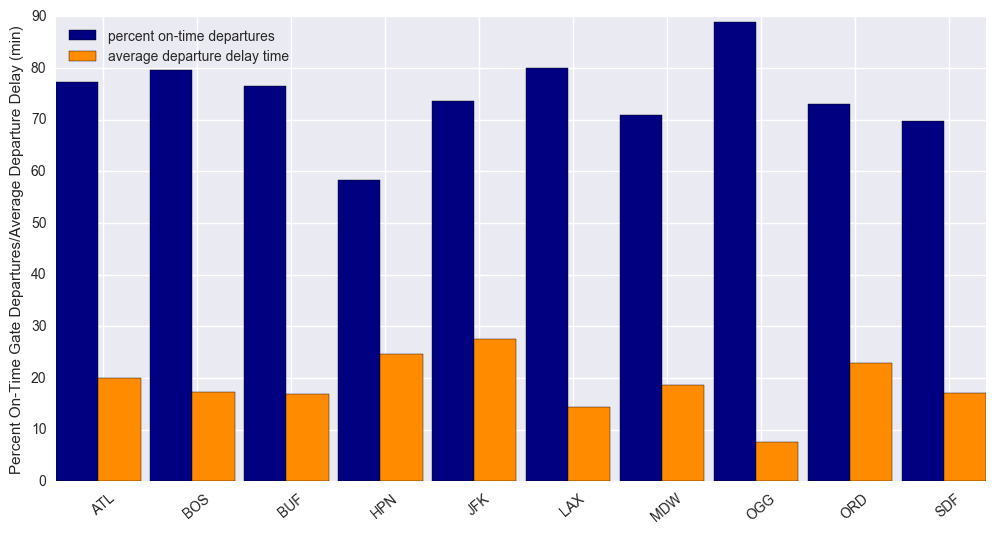 Percent On-Time Gate Departures/Average Departure Delay (min)
90
80
70
60
50
40
30
20
10
0
percent on-time departures
average departure delay time
ATL
BOS
BUF
HPN
JFK
LAX
MDW
OGG
ORD
SDF